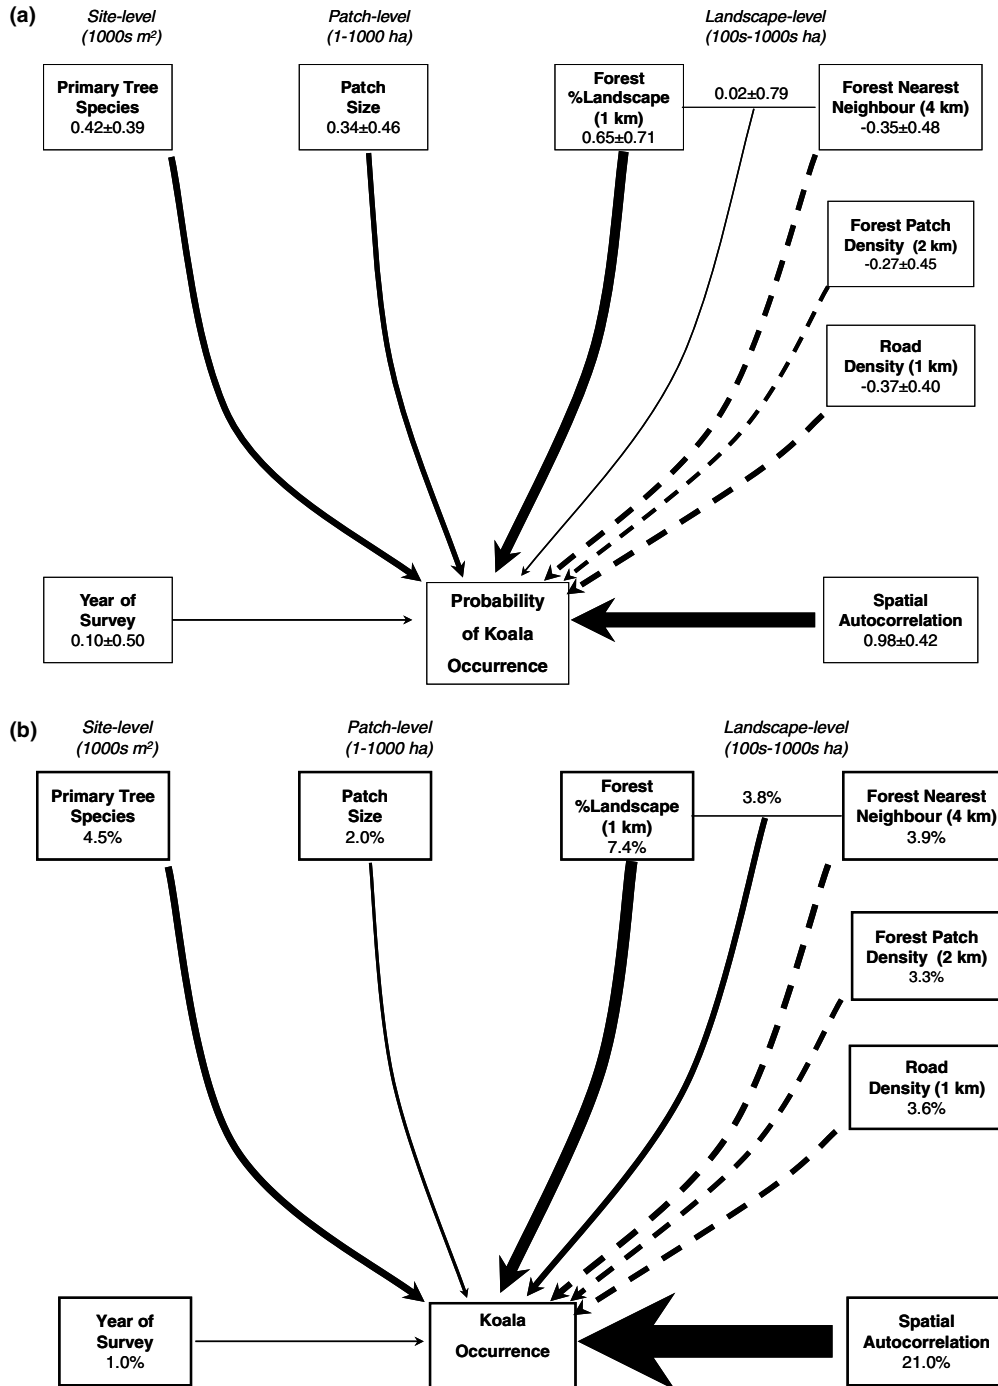 (a)
Site-level
(1000s m²)
Patch-level
(1-1000 ha)
Landscape-level
(100s-1000s ha)
Primary Tree
Species
0.42±0.39
Patch
Size
0.34±0.46
Forest
%Landscape
(1 km)
0.65±0.71
0.02±0.79
Forest Nearest
Neighbour (4 km)
-0.35±0.48
Forest Patch
Density (2 km)
-0.27±0.45
Road
Density (1 km)
-0.37±0.40
Year of
Survey
0.10±0.50
Probability
of Koala
Occurrence
Spatial
Autocorrelation
0.98±0.42
(b)
Site-level
(1000s m²)
Patch-level
(1-1000 ha)
Landscape-level
(100s-1000s ha)
Primary Tree
Species
4.5%
Patch
Size
2.0%
Forest
%Landscape
(1 km)
7.4%
3.8%
Forest Nearest
Neighbour (4 km)
3.9%
Forest Patch
Density (2 km)
3.3%
Road
Density (1 km)
3.6%
Year of
Survey
1.0%
Koala
Occurrence
Spatial
Autocorrelation
21.0%